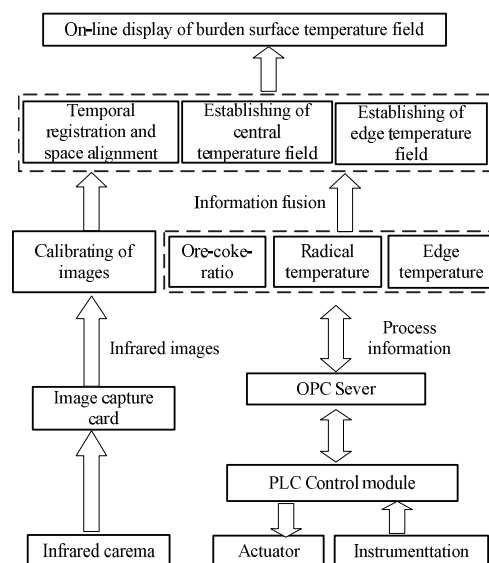 On-line display of burden surface temperature field
Temporal
registration and
space alignment
Establishing of
central
temperature field
Establishing of
edge temperature
field
Information fusion
Calibrating of
images
Ore-coke-
ratio
Radical
temperature
Edge
temperature
Infrared images
Process
information
Image capture
card
OPC Sever
PLC Control module
Infrared carema
Actuator
Instrumenttation